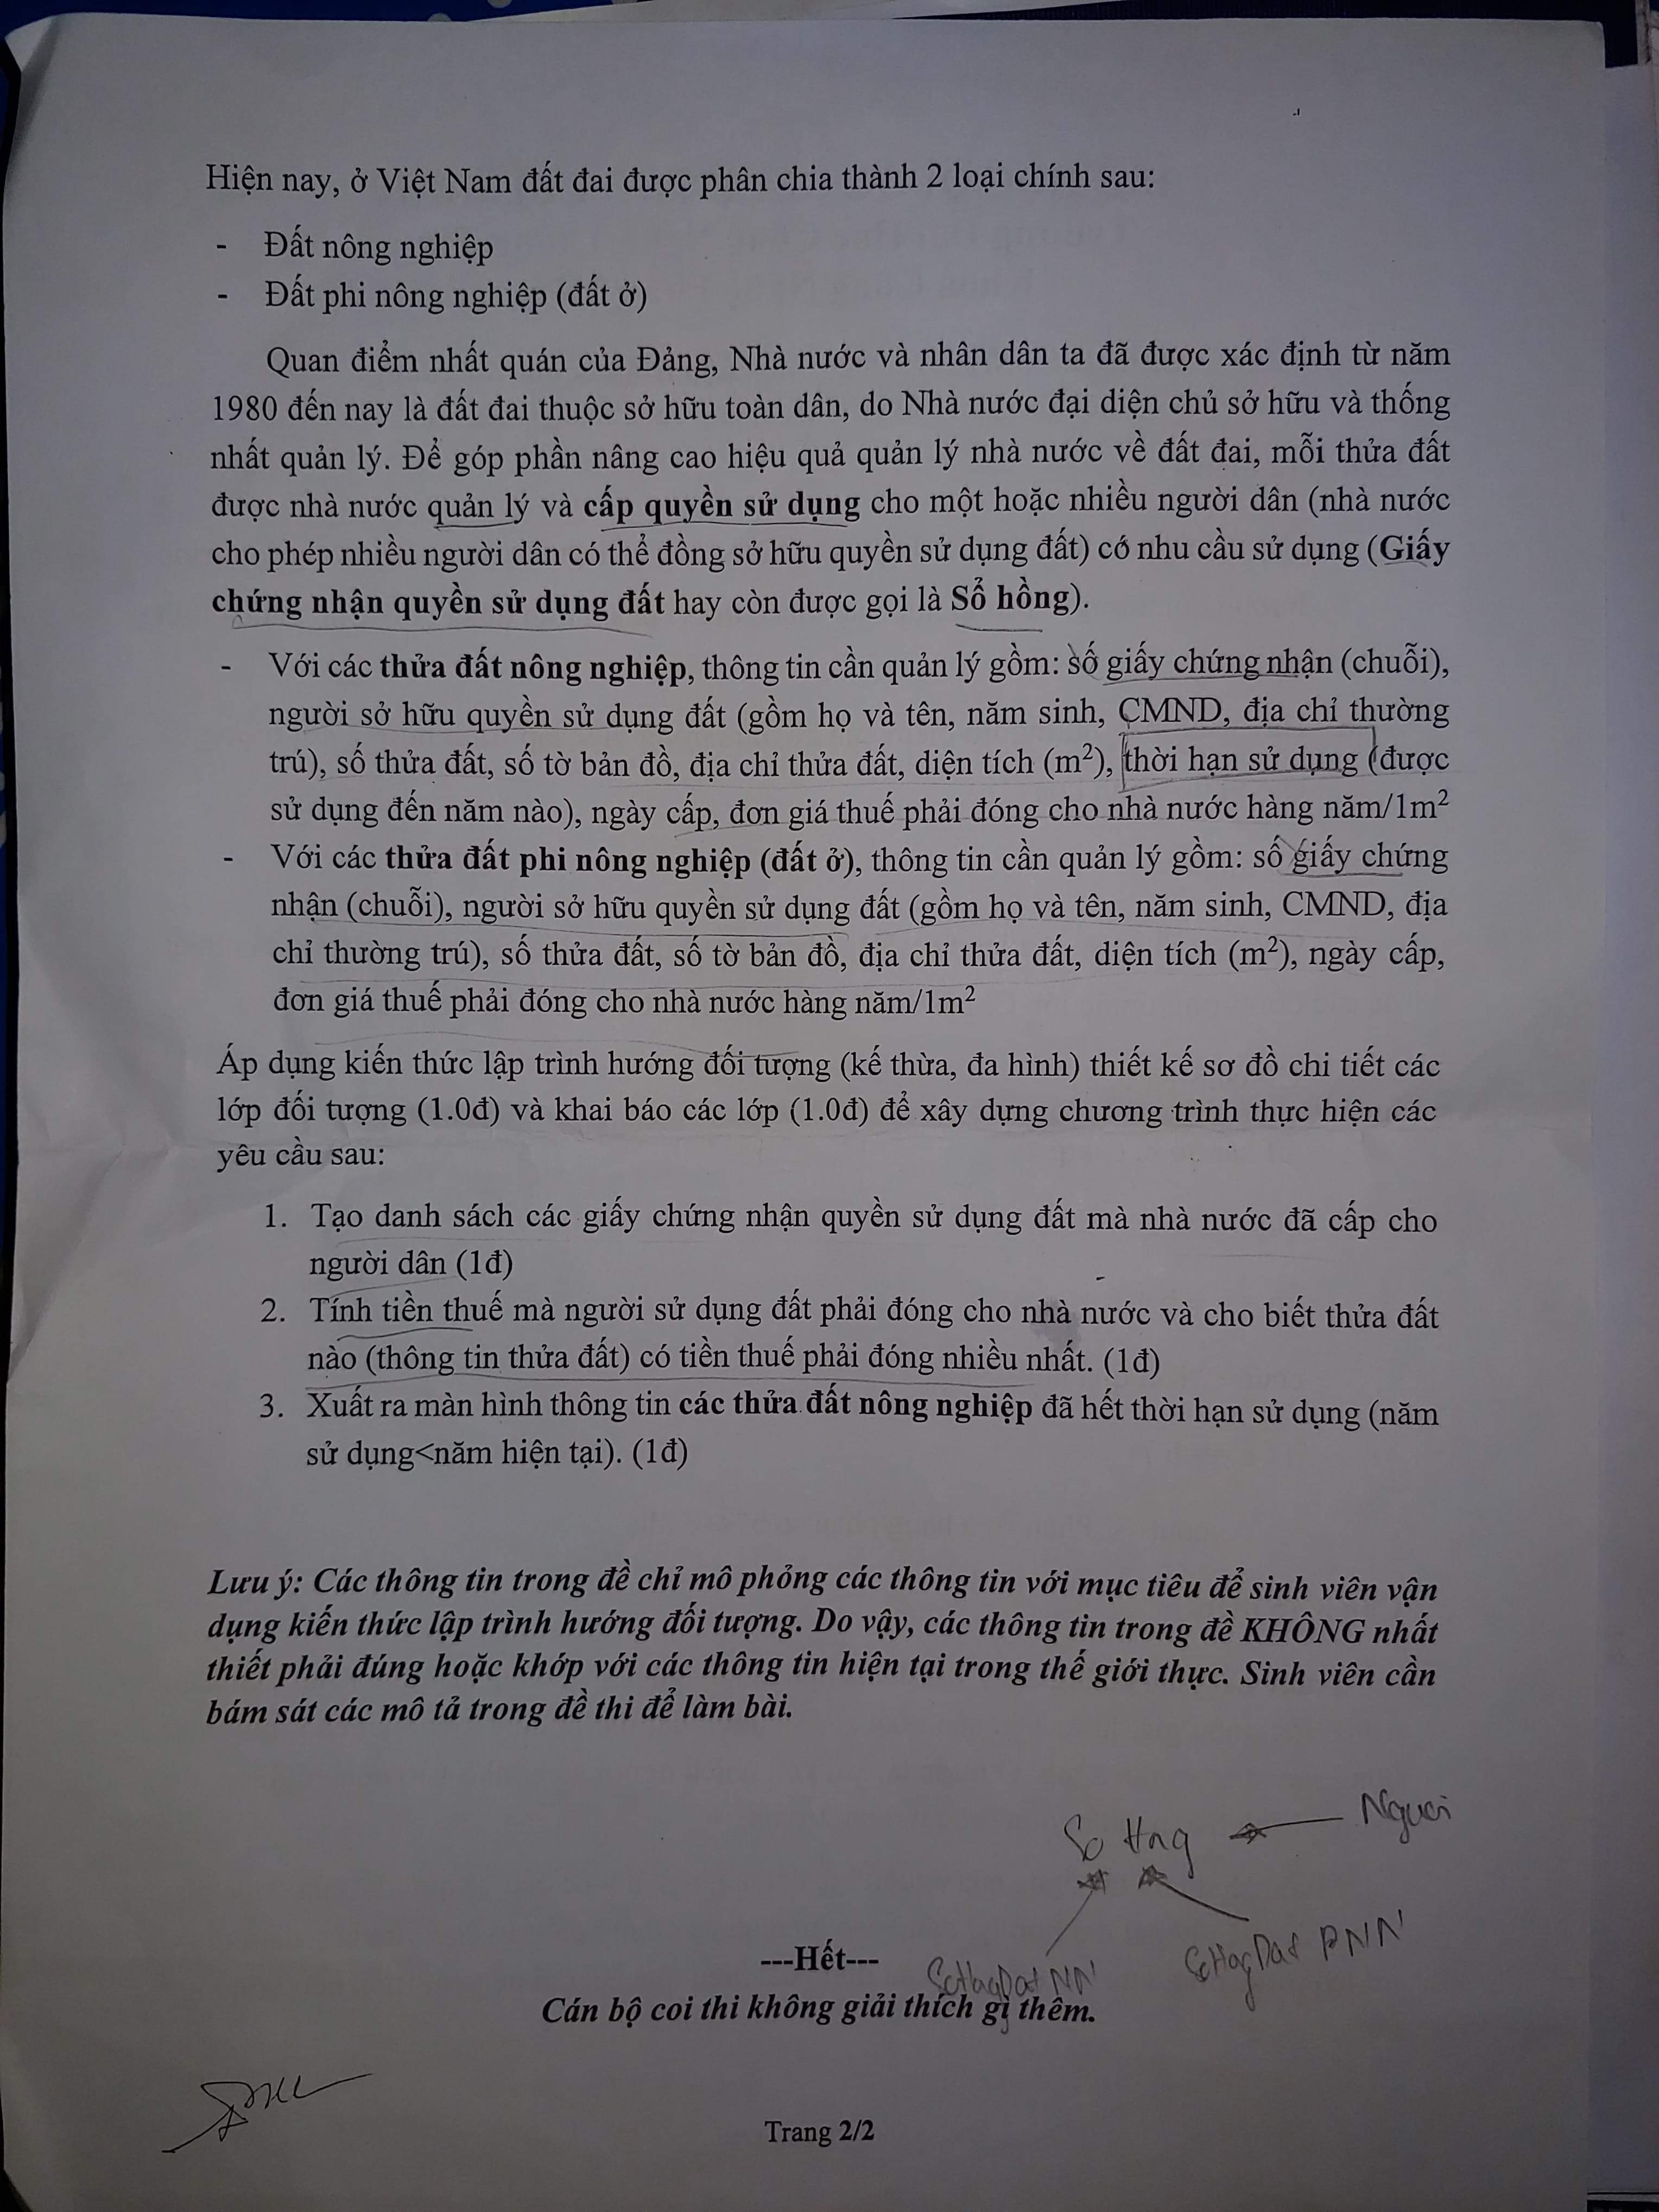 Hiện nay, ở Việt Nam đất đai được phân chia thành 2 loại chính sau:
- Đất nông nghiệp
- Đất phi nông nghiệp (đất ở)
Quan điểm nhất quán của Đảng, Nhà nước và nhân dân ta đã được xác định từ năm
1980 đến nay là đất đai thuộc sở hữu toàn dân, do Nhà nước đại diện chủ sở hữu và thống
nhất quản lý. Để góp phần nâng cao hiệu quả quản lý nhà nước về đất đai, mỗi thửa đất
được nhà nước quản lý và cấp quyền sử dụng cho một hoặc nhiều người dân (nhà nước
cho phép nhiều người dân có thể đồng sở hữu quyền sử dụng đất) có nhu cầu sử dụng (Giấy
chứng nhận quyền sử dụng đất hay còn được gọi là Sổ hồng).
- Với các thửa đất nông nghiệp, thông tin cần quản lý gồm: số giấy chứng nhận (chuỗi),
người sở hữu quyền sử dụng đất (gồm họ và tên, năm sinh, CMND, địa chỉ thường
trú), số thửa đất, số tờ bản đồ, địa chỉ thửa đất, diện tích (m²), thời hạn sử dụng (được
sử dụng đến năm nào), ngày cấp, đơn giá thuế phải đóng cho nhà nước hàng năm/1m²
- Với các thửa đất phi nông nghiệp (đất ở), thông tin cần quản lý gồm: số giấy chứng
nhận (chuỗi), người sở hữu quyền sử dụng đất (gồm họ và tên, năm sinh, CMND, địa
chỉ thường trú), số thửa đất, số tờ bản đồ, địa chỉ thửa đất, diện tích (m²), ngày cấp,
đơn giá thuế phải đóng cho nhà nước hàng năm/1m²
Áp dụng kiến thức lập trình hướng đối tượng (kế thừa, đa hình) thiết kế sơ đồ chi tiết các
lớp đối tượng (1.0đ) và khai báo các lớp (1.0đ) để xây dựng chương trình thực hiện các
yêu cầu sau:
1. Tạo danh sách các giấy chứng nhận quyền sử dụng đất mà nhà nước đã cấp cho
người dân (1đ)
2. Tính tiền thuế mà người sử dụng đất phải đóng cho nhà nước và cho biết thửa đất
nào (thông tin thửa đất) có tiền thuế phải đóng nhiều nhất. (1đ)
3. Xuất ra màn hình thông tin các thửa đất nông nghiệp đã hết thời hạn sử dụng (năm
sử dụng<năm hiện tại). (1đ)
Lưu ý: Các thông tin trong đề chỉ mô phỏng các thông tin với mục tiêu để sinh viên vận
dụng kiến thức lập trình hướng đối tượng. Do vậy, các thông tin trong đề KHÔNG nhất
thiết phải đúng hoặc khớp với các thông tin hiện tại trong thế giới thực. Sinh viên cần
bám sát các mô tả trong đề thi để làm bài.
So Hng Nguoi
SoHngDat PNN
---Hết---
SoHngDat NN
Cán bộ coi thi không giải thích gì thêm.
Trang 2/2